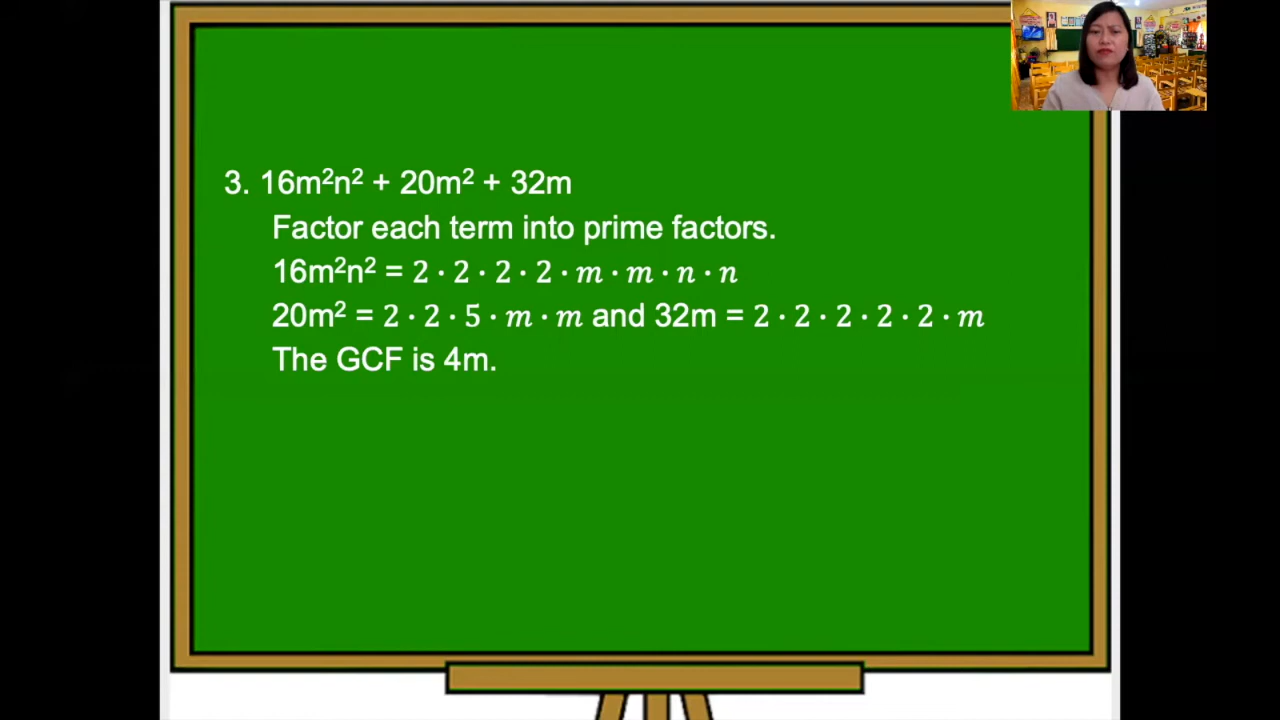 3. 16m²n² + 20m² + 32m
Factor each term into prime factors.
16m²n² = 2 · 2 · 2 · 2 · m · m · n · n
20m² = 2 · 2 · 5 · m · m and 32m = 2 · 2 · 2 · 2 · 2 · m
The GCF is 4m.